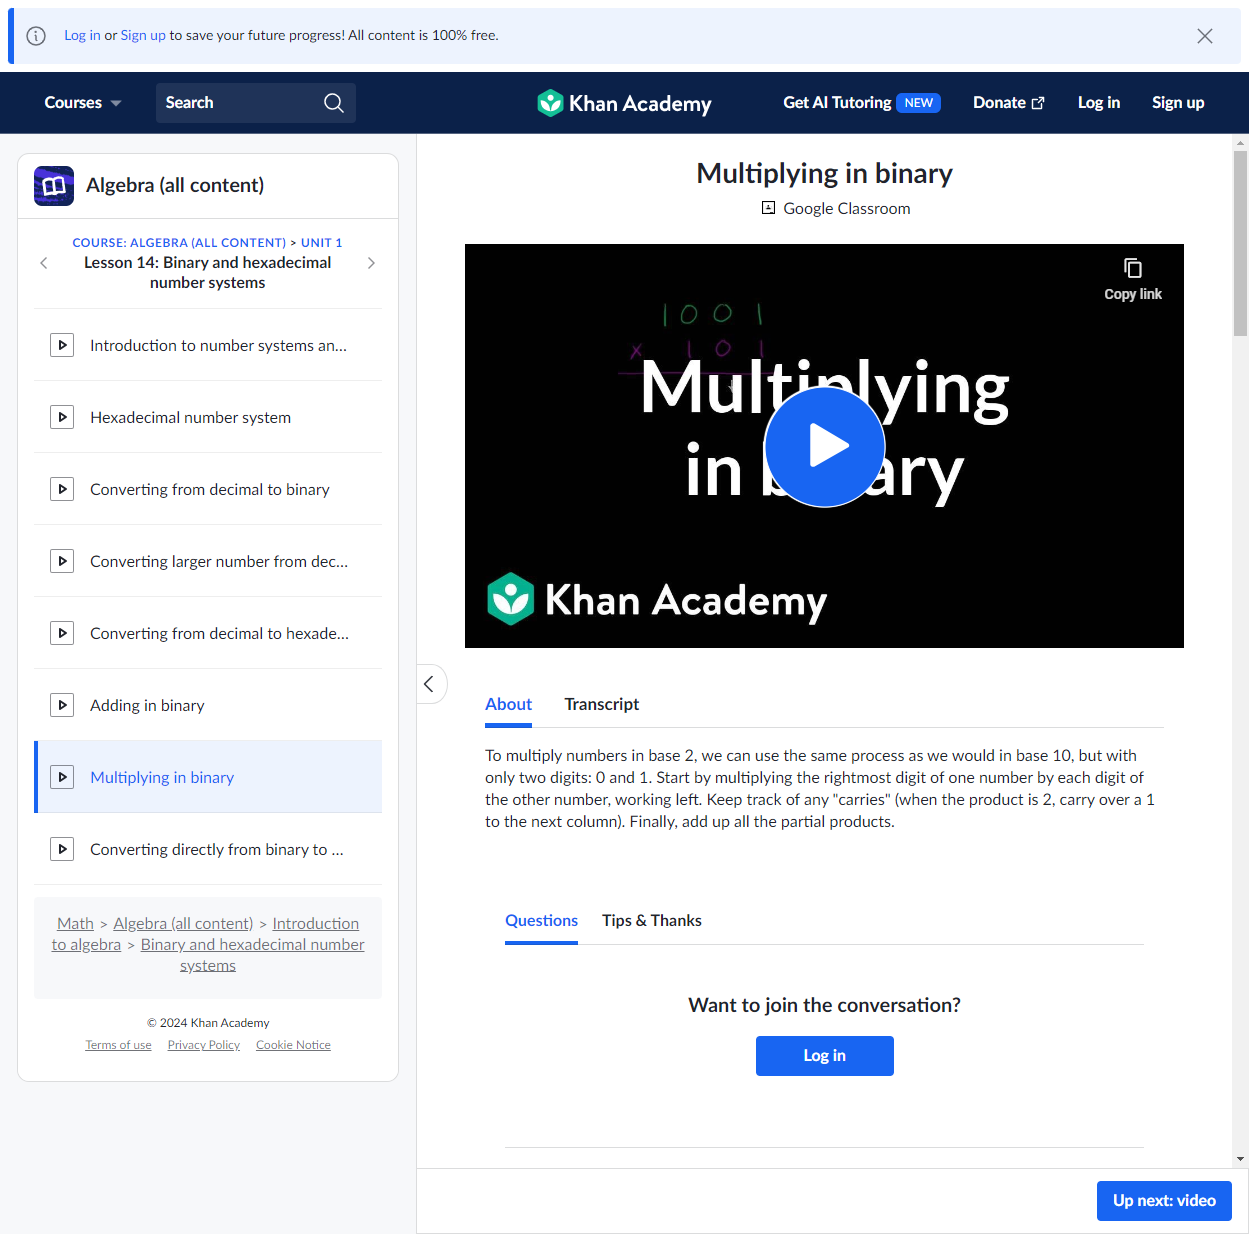 Log in or Sign up to save your future progress! All content is 100% free.
Courses
Search
Khan Academy
Get AI Tutoring NEW
Donate
Log in
Sign up
Algebra (all content)
COURSE: ALGEBRA (ALL CONTENT) > UNIT 1
Lesson 14: Binary and hexadecimal
number systems
Introduction to number systems an...
Hexadecimal number system
Converting from decimal to binary
Converting larger number from dec...
Converting from decimal to hexade...
Adding in binary
Multiplying in binary
Converting directly from binary to ...
Math > Algebra (all content) > Introduction
to algebra > Binary and hexadecimal number
systems
© 2024 Khan Academy
Terms of use Privacy Policy Cookie Notice
Multiplying in binary
Google Classroom
Copy link
1001
x 101
Multiplying
in binary
Khan Academy
About Transcript
To multiply numbers in base 2, we can use the same process as we would in base 10, but with
only two digits: 0 and 1. Start by multiplying the rightmost digit of one number by each digit of
the other number, working left. Keep track of any "carries" (when the product is 2, carry over a 1
to the next column). Finally, add up all the partial products.
Questions Tips & Thanks
Want to join the conversation?
Log in
Up next: video